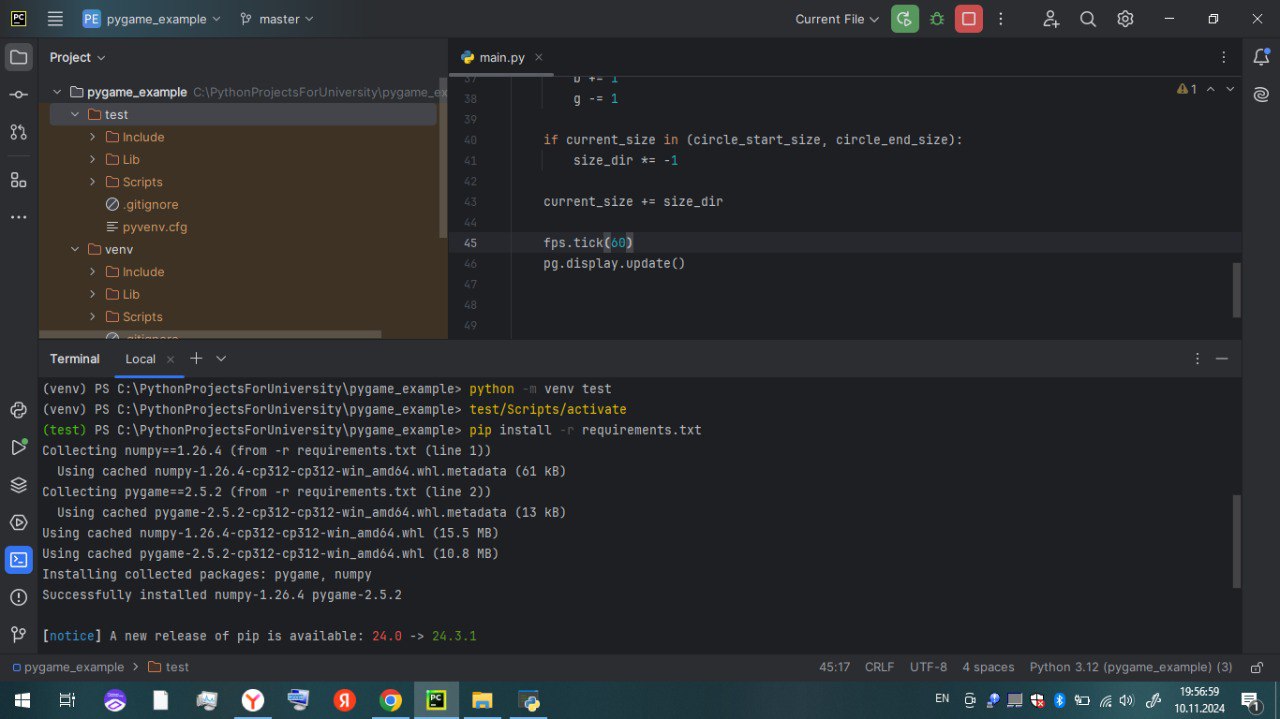 PC
PE pygame_example
master
Current File
Project
main.py
pygame_example C:\PythonProjectsForUniversity\pygame_ex
test
Include
Lib
Scripts
.gitignore
pyvenv.cfg
venv
Include
Lib
Scripts
.gitignore
37 b += 1
38 g -= 1
39
40 if current_size in (circle_start_size, circle_end_size):
41 size_dir *= -1
42
43 current_size += size_dir
44
45 fps.tick(60)
46 pg.display.update()
47
48
49
1
Terminal
Local
(venv) PS C:\PythonProjectsForUniversity\pygame_example> python -m venv test
(venv) PS C:\PythonProjectsForUniversity\pygame_example> test/Scripts/activate
(test) PS C:\PythonProjectsForUniversity\pygame_example> pip install -r requirements.txt
Collecting numpy==1.26.4 (from -r requirements.txt (line 1))
Using cached numpy-1.26.4-cp312-cp312-win_amd64.whl.metadata (61 kB)
Collecting pygame==2.5.2 (from -r requirements.txt (line 2))
Using cached pygame-2.5.2-cp312-cp312-win_amd64.whl.metadata (13 kB)
Using cached numpy-1.26.4-cp312-cp312-win_amd64.whl (15.5 MB)
Using cached pygame-2.5.2-cp312-cp312-win_amd64.whl (10.8 MB)
Installing collected packages: pygame, numpy
Successfully installed numpy-1.26.4 pygame-2.5.2
[notice] A new release of pip is available: 24.0 -> 24.3.1
pygame_example > test
45:17 CRLF UTF-8 4 spaces Python 3.12 (pygame_example) (3)
Y
Я
PC
EN
19:56:59
10.11.2024
1